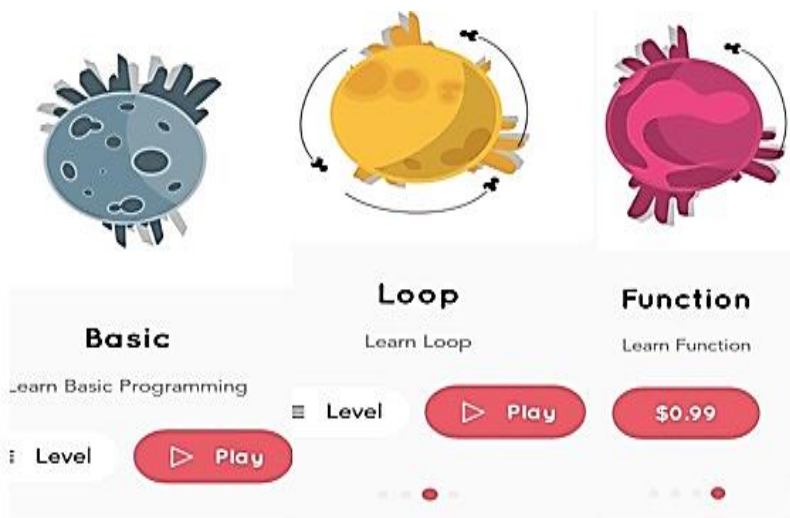 Basic
Learn Basic Programming
Level
Play
Loop
Learn Loop
Level
Play
Function
Learn Function
$0.99